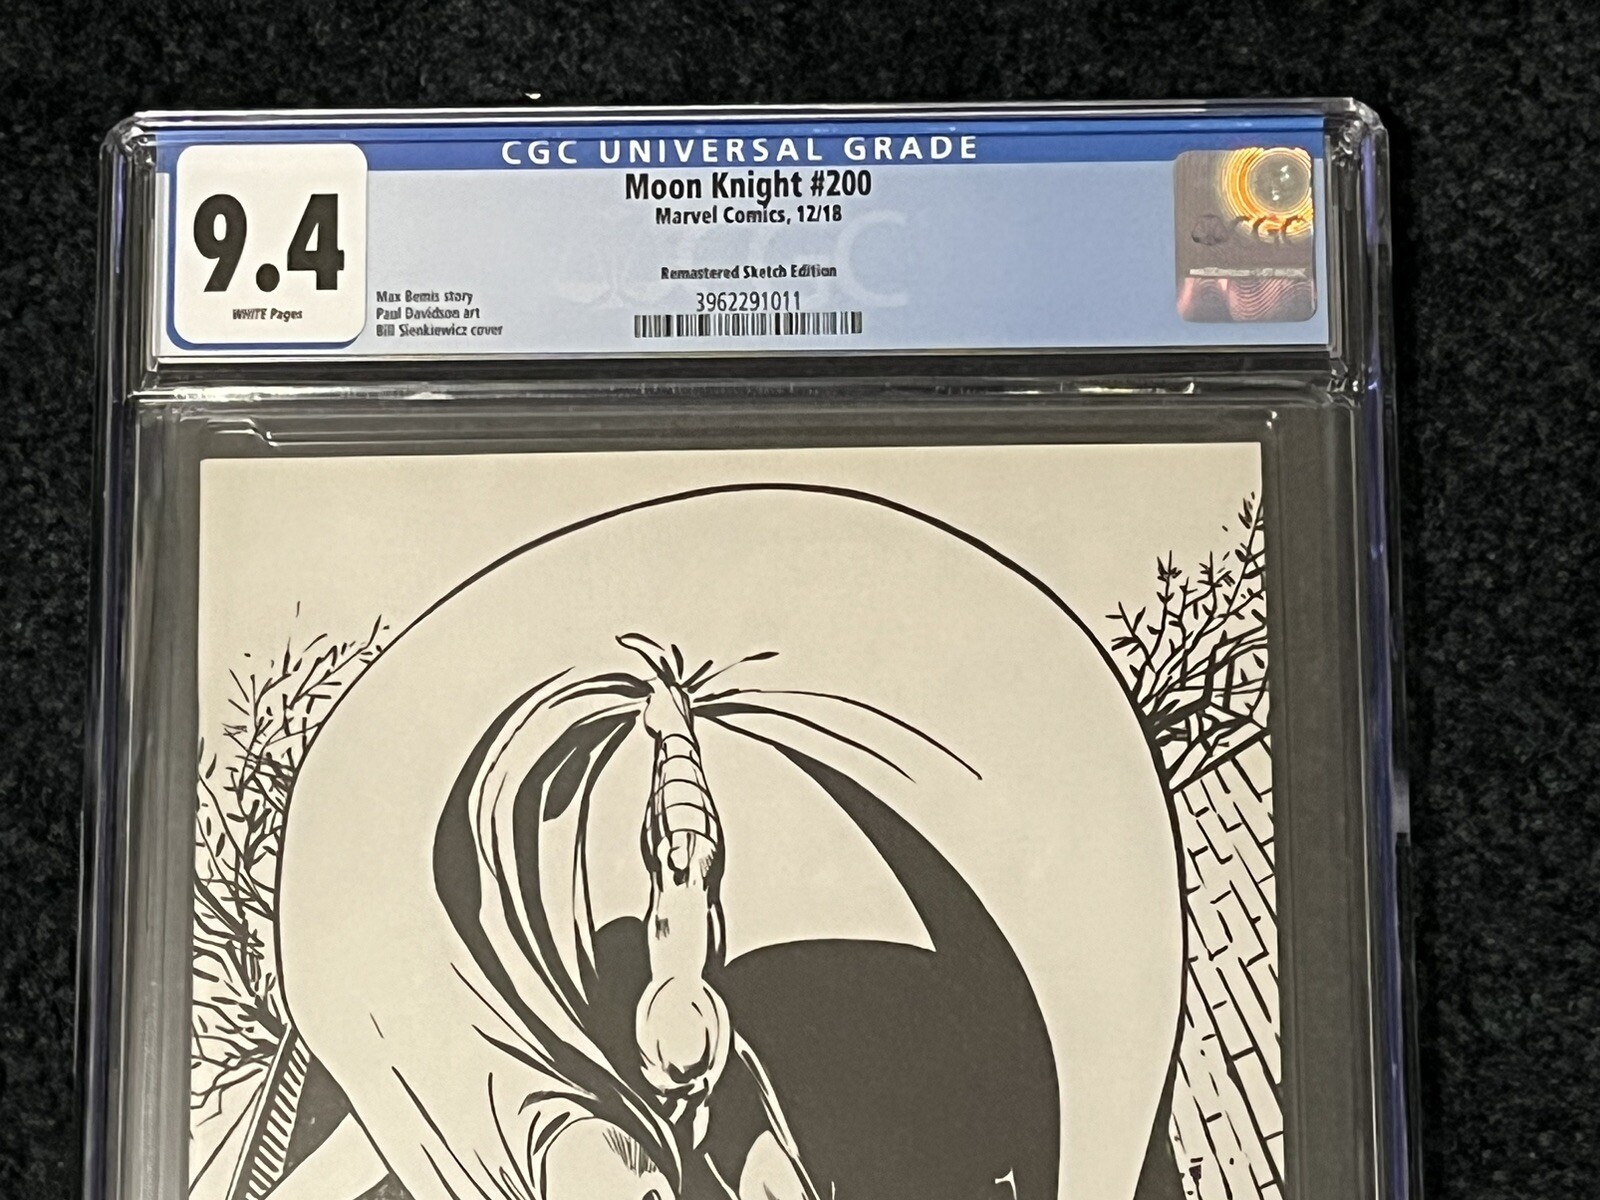 CGC UNIVERSAL GRADE
9.4
WHITE Pages
Moon Knight #200
Marvel Comics, 12/18
Remastered Sketch Edition
3962291011
Max Bemis story
Paul Davidson art
Bill Sienkiewicz cover
CGC